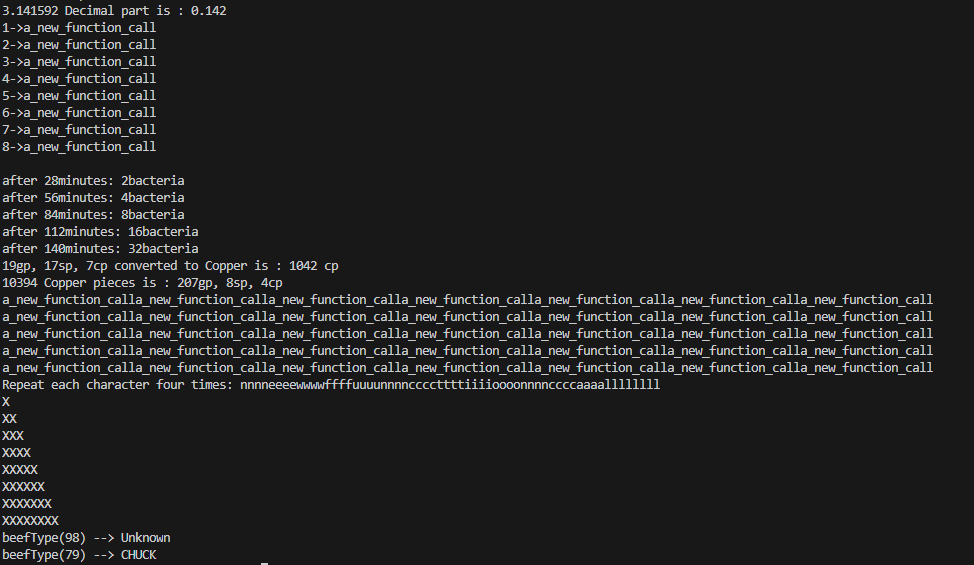 3.141592 Decimal part is : 0.142
1->a_new_function_call
2->a_new_function_call
3->a_new_function_call
4->a_new_function_call
5->a_new_function_call
6->a_new_function_call
7->a_new_function_call
8->a_new_function_call
after 28minutes: 2bacteria
after 56minutes: 4bacteria
after 84minutes: 8bacteria
after 112minutes: 16bacteria
after 140minutes: 32bacteria
19gp, 17sp, 7cp converted to Copper is : 1042 cp
10394 Copper pieces is : 207gp, 8sp, 4cp
a_new_function_calla_new_function_calla_new_function_calla_new_function_calla_new_function_calla_new_function_calla_new_function_call
a_new_function_calla_new_function_calla_new_function_calla_new_function_calla_new_function_calla_new_function_calla_new_function_call
a_new_function_calla_new_function_calla_new_function_calla_new_function_calla_new_function_calla_new_function_calla_new_function_call
a_new_function_calla_new_function_calla_new_function_calla_new_function_calla_new_function_calla_new_function_calla_new_function_call
a_new_function_calla_new_function_calla_new_function_calla_new_function_calla_new_function_calla_new_function_calla_new_function_call
Repeat each character four times: nnnneeeewwwwffffuuuunnnnccccttttiiiioooonnnnccccaaaallllllll
X
XX
XXX
XXXX
XXXXX
XXXXXX
XXXXXXX
XXXXXXXX
beefType(98) --> Unknown
beefType(79) --> CHUCK